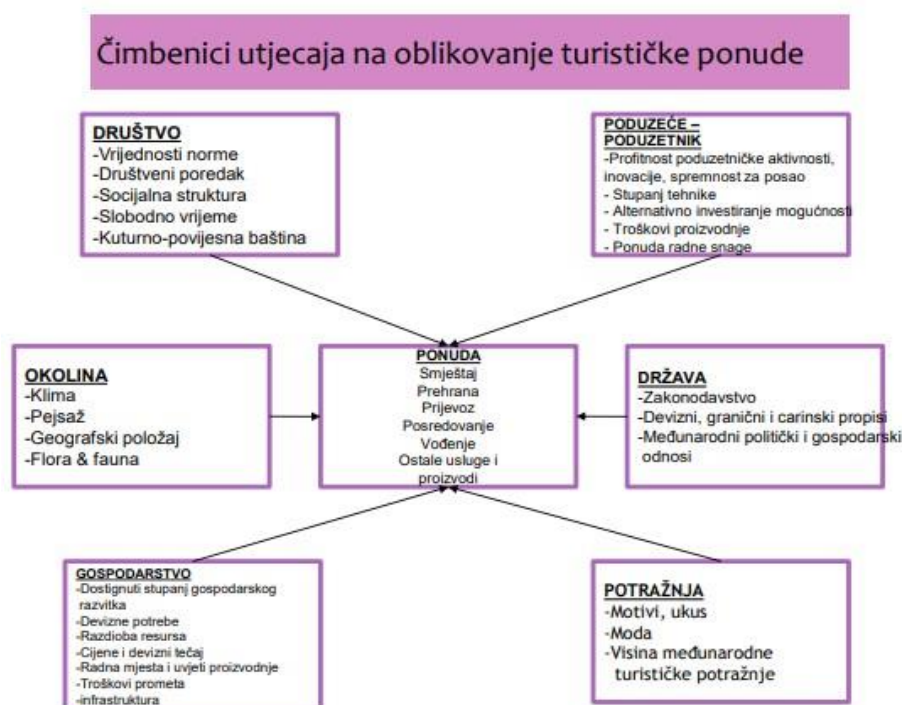 Čimbenici utjecaja na oblikovanje turističke ponude
DRUŠTVO
-Vrijednosti norme
-Društveni poredak
-Socijalna struktura
-Slobodno vrijeme
-Kuturno-povijesna baština
PODUZEĆE –
PODUZETNIK
-Profitnost poduzetničke aktivnosti,
inovacije, spremnost za posao
- Stupanj tehnike
- Alternativno investiranje mogućnosti
- Troškovi proizvodnje
- Ponuda radne snage
OKOLINA
-Klima
-Pejsaž
-Geografski položaj
-Flora & fauna
PONUDA
Smještaj
Prehrana
Prijevoz
Posredovanje
Vođenje
Ostale usluge i
proizvodi
DRŽAVA
-Zakonodavstvo
-Devizni, granični i carinski propisi
-Međunarodni politički i gospodarski
odnosi
GOSPODARSTVO
-Dostignuti stupanj gospodarskog
razvitka
-Devizne potrebe
-Razdioba resursa
-Cijene i devizni tečaj
-Radna mjesta i uvjeti proizvodnje
-Troškovi prometa
-infrastruktura
POTRAŽNJA
-Motivi, ukus
-Moda
-Visina međunarodne
turističke potražnje